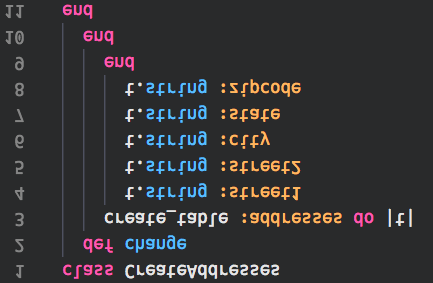 1 class CreateAddresses
2 def change
3 create_table :addresses do |t|
4 t.string :street1
5 t.string :street2
6 t.string :city
7 t.string :state
8 t.string :zipcode
9 end
10 end
11 end